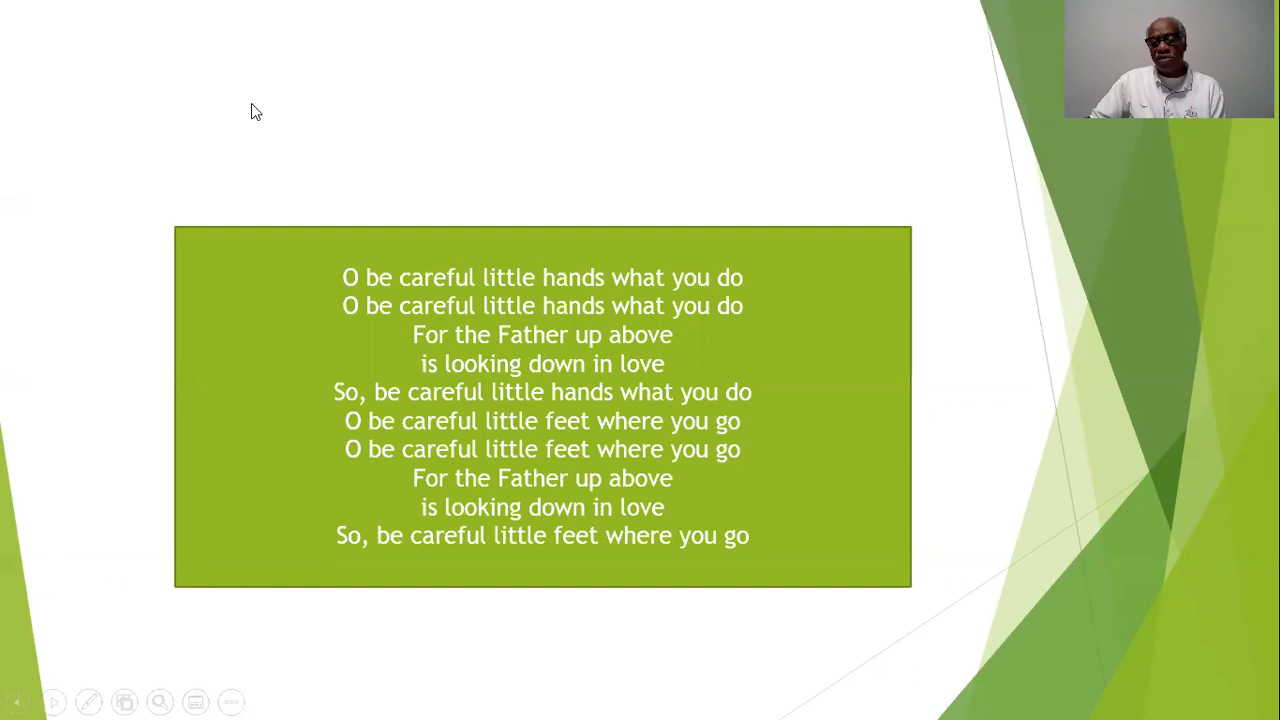 O be careful little hands what you do
O be careful little hands what you do
For the Father up above
is looking down in love
So, be careful little hands what you do
O be careful little feet where you go
O be careful little feet where you go
For the Father up above
is looking down in love
So, be careful little feet where you go